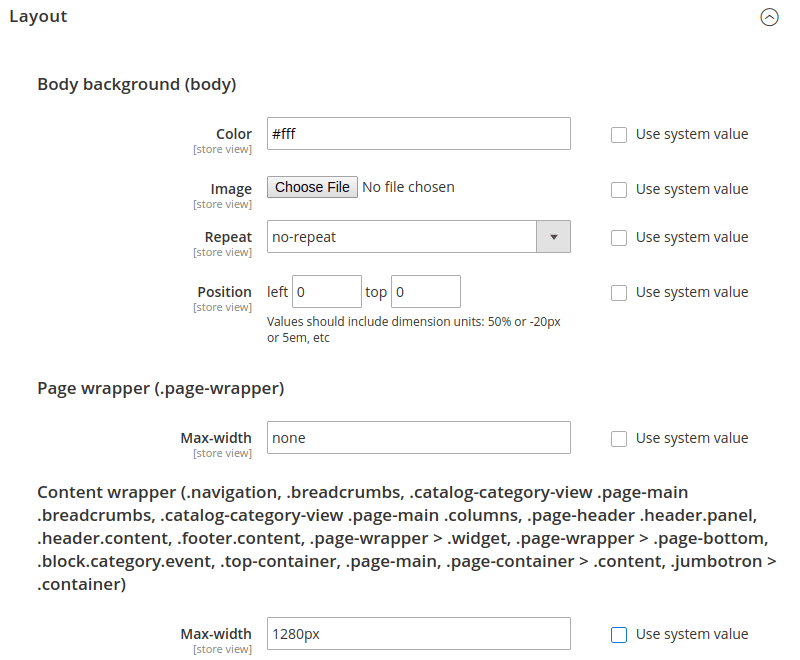 Layout
Body background (body)
Color #fff Use system value
[store view]
Image Choose File No file chosen Use system value
[store view]
Repeat no-repeat Use system value
[store view]
Position left 0 top 0 Use system value
[store view]
Values should include dimension units: 50% or -20px
or 5em, etc
Page wrapper (.page-wrapper)
Max-width none Use system value
[store view]
Content wrapper (.navigation, .breadcrumbs, .catalog-category-view .page-main
.breadcrumbs, .catalog-category-view .page-main .columns, .page-header .header.panel,
.header.content, .footer.content, .page-wrapper > .widget, .page-wrapper > .page-bottom,
.block.category.event, .top-container, .page-main, .page-container > .content, .jumbotron >
.container)
Max-width 1280px Use system value
[store view]